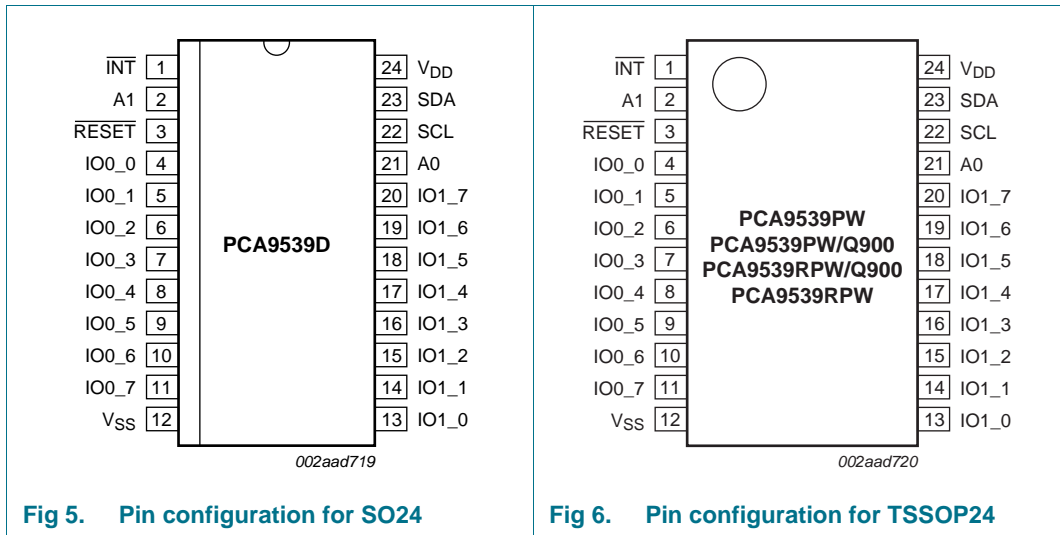 INT 1
A1 2
RESET 3
IO0_0 4
IO0_1 5
IO0_2 6
IO0_3 7
IO0_4 8
IO0_5 9
IO0_6 10
IO0_7 11
VSS 12
PCA9539D
24 VDD
23 SDA
22 SCL
21 A0
20 IO1_7
19 IO1_6
18 IO1_5
17 IO1_4
16 IO1_3
15 IO1_2
14 IO1_1
13 IO1_0
002aad719
Fig 5. Pin configuration for SO24
INT 1
A1 2
RESET 3
IO0_0 4
IO0_1 5
IO0_2 6
IO0_3 7
IO0_4 8
IO0_5 9
IO0_6 10
IO0_7 11
VSS 12
PCA9539PW
PCA9539PW/Q900
PCA9539RPW/Q900
PCA9539RPW
24 VDD
23 SDA
22 SCL
21 A0
20 IO1_7
19 IO1_6
18 IO1_5
17 IO1_4
16 IO1_3
15 IO1_2
14 IO1_1
13 IO1_0
002aad720
Fig 6. Pin configuration for TSSOP24